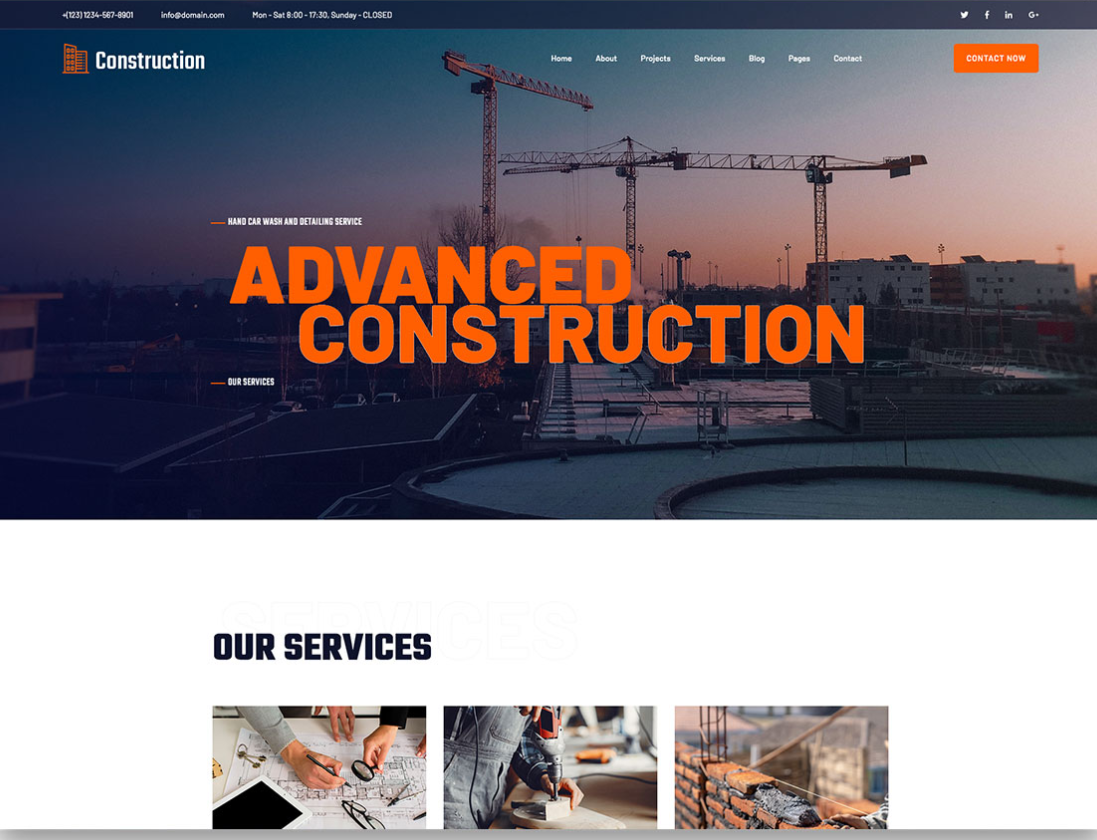 +(123) 1234-567-8901 info@domain.com Mon - Sat 8:00 - 17:30, Sunday - CLOSED
Construction Home About Projects Services Blog Pages Contact CONTACT NOW
HAND CAR WASH AND DETAILING SERVICE
ADVANCED
CONSTRUCTION
OUR SERVICES
SERVICES
OUR SERVICES